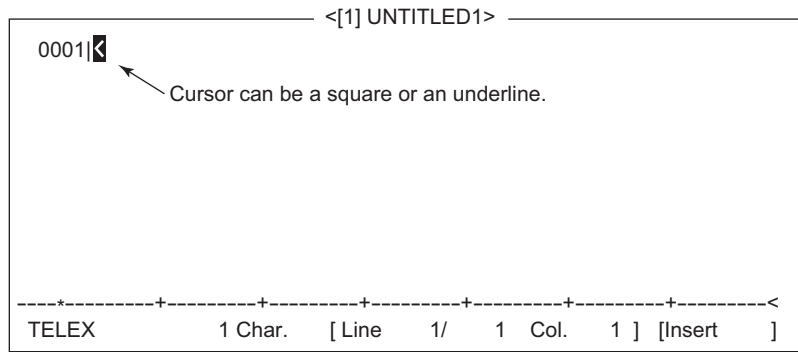 <[1] UNTITLED1>
0001|<
Cursor can be a square or an underline.
----*---------+---------+---------+---------+---------+---------+---------<
TELEX 1 Char. [ Line 1/ 1 Col. 1 ] [Insert ]